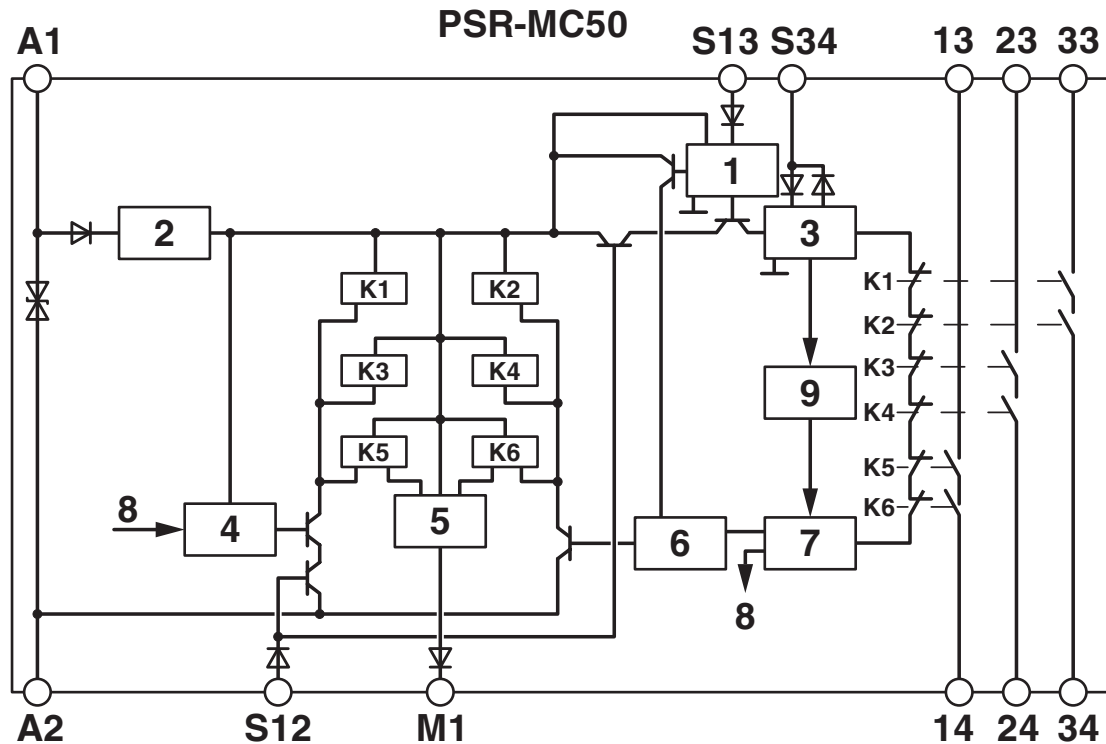 PSR-MC50
A1 S13 S34 13 23 33
1
2
3
K1 K2 K1
K2
K3 K4 9 K3
K4
K5 K6 K5
8 4 5 6 7 K6
8
A2 S12 M1 14 24 34